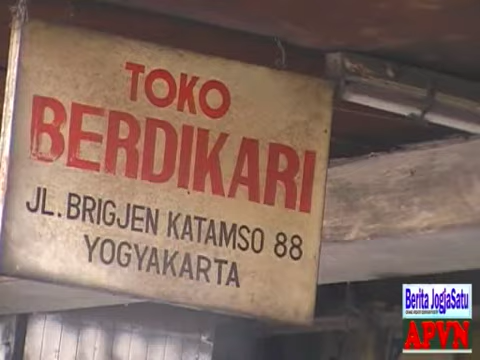 TOKO
BERDIKARI
JL. BRIGJEN KATAMSO 88
YOGYAKARTA
Berita JogjaSatu
APVN